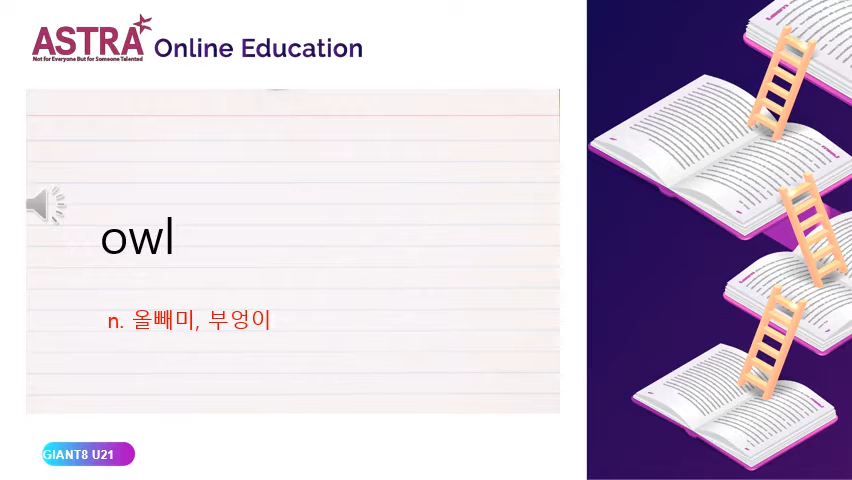 ASTRA
Not for Everyone But for Someone Talented
Online Education
owl
n. 올빼미, 부엉이
GIANT8 U21